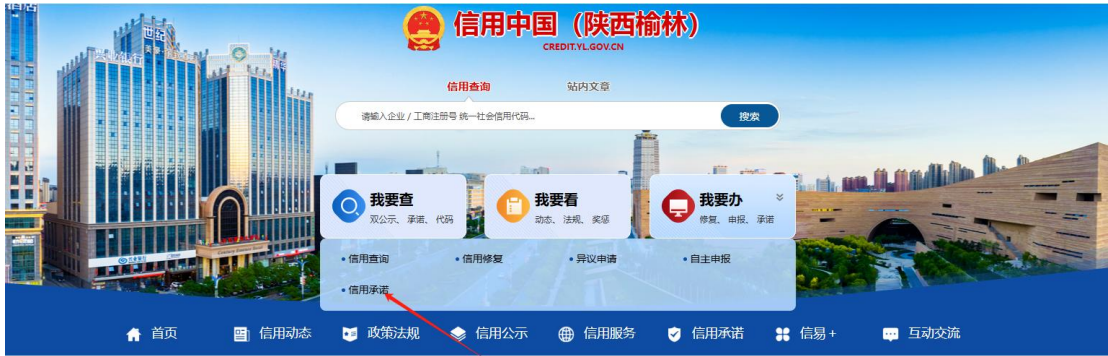 信用中国（陕西榆林）
CREDIT.YL.GOV.CN
信用查询
站内文章
请输入企业 / 工商注册号 统一社会信用代码...
搜索
我要查
双公示、承诺、代码
我要看
动态、法规、奖惩
我要办
修复、申报、承诺
信用查询
信用修复
异议申请
自主申报
信用承诺
首页
信用动态
政策法规
信用公示
信用服务
信用承诺
信易+
互动交流